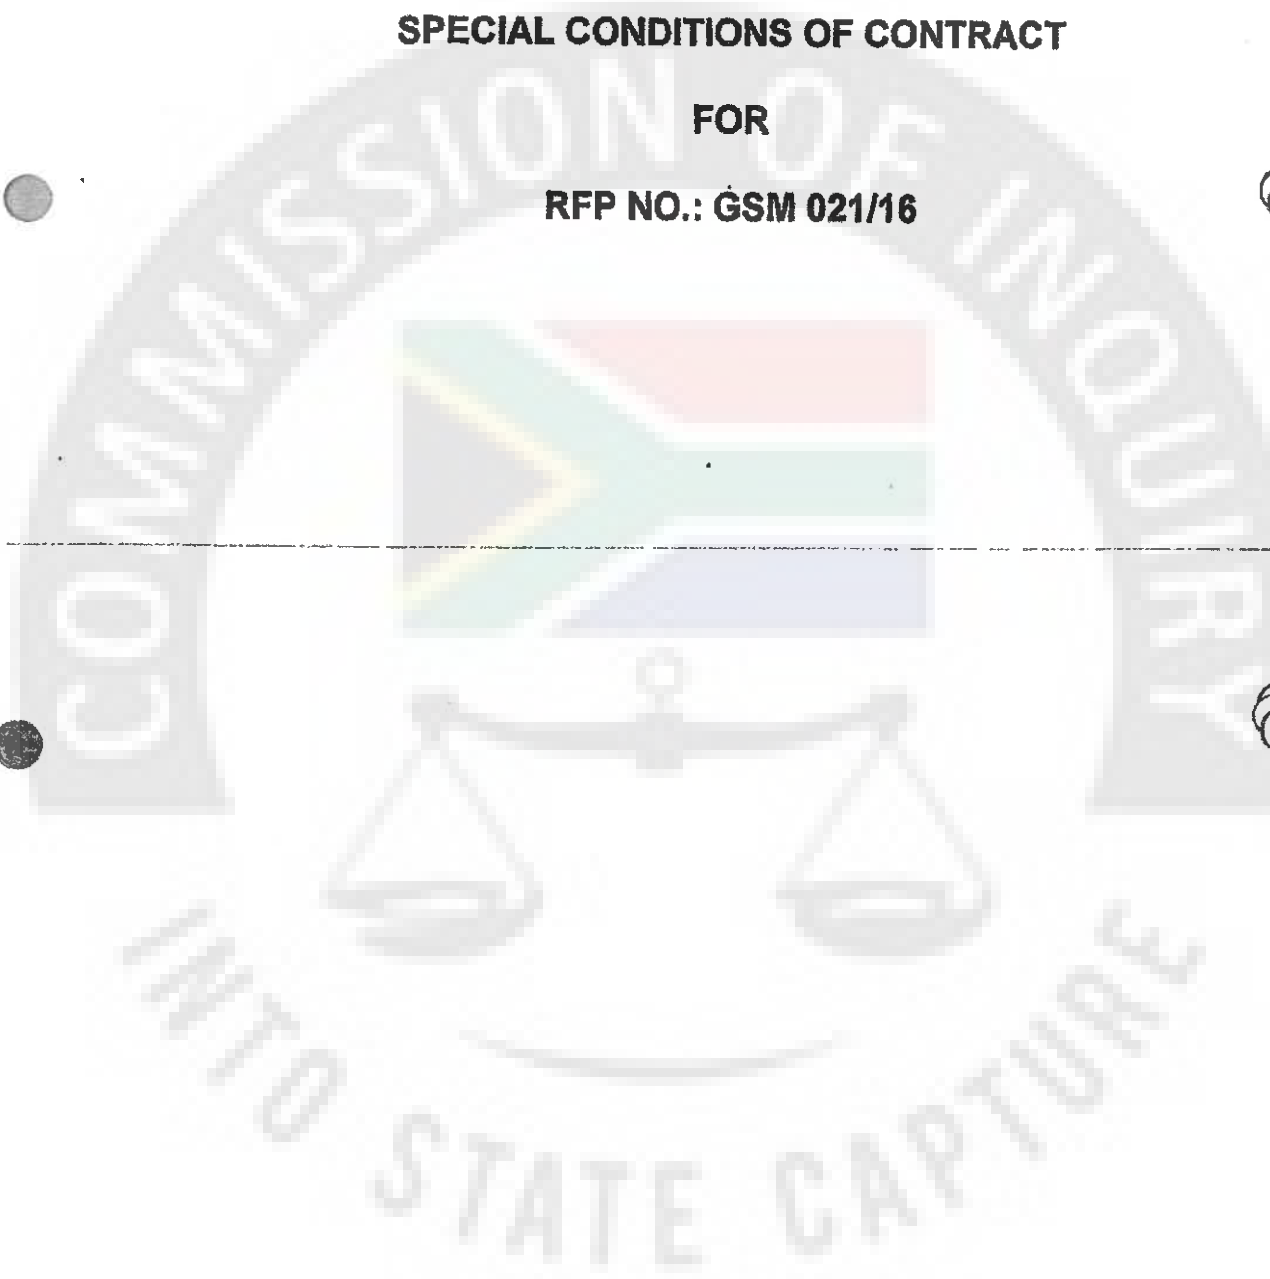 SPECIAL CONDITIONS OF CONTRACT
FOR
RFP NO.: GSM 021/16
COMMISSION OF INQUIRY
INTO STATE CAPTURE